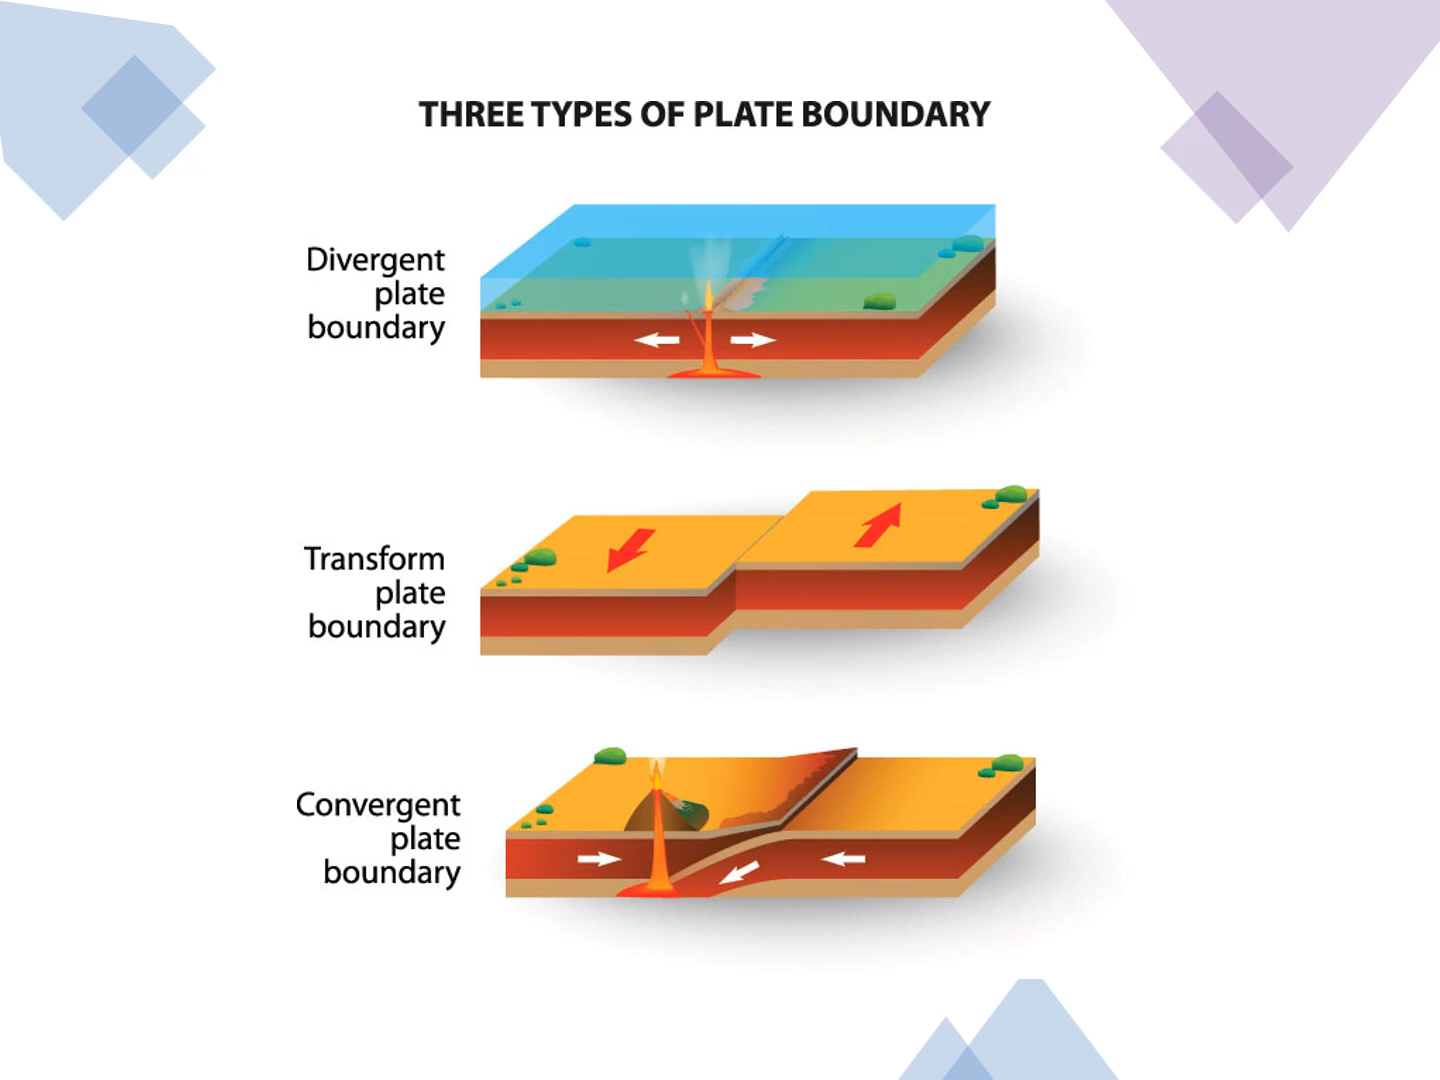 THREE TYPES OF PLATE BOUNDARY
Divergent
plate
boundary
Transform
plate
boundary
Convergent
plate
boundary